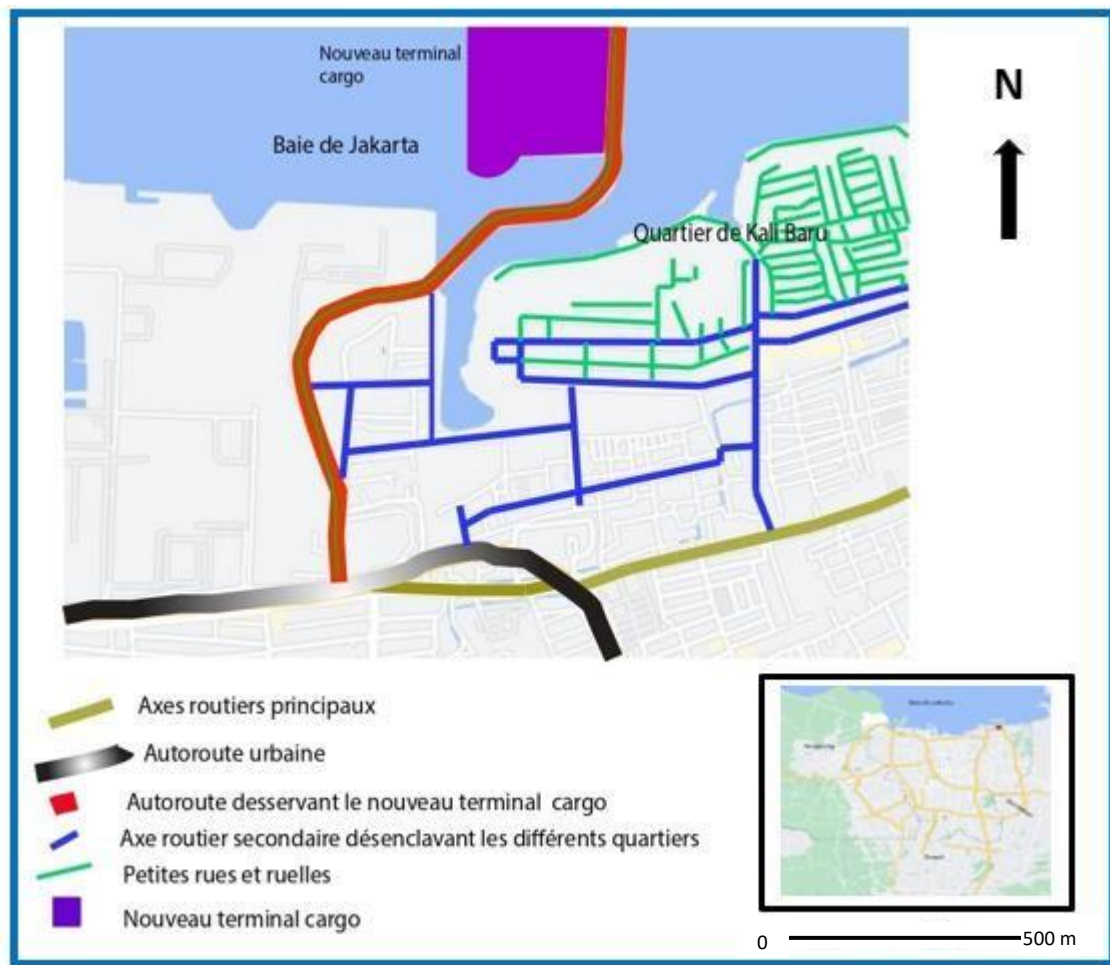 Nouveau terminal
cargo
N
Baie de Jakarta
Quartier de Kali Baru
Axes routiers principaux
Autoroute urbaine
Autoroute desservant le nouveau terminal cargo
Axe routier secondaire désenclavant les différents quartiers
Petites rues et ruelles
Nouveau terminal cargo
0
500 m